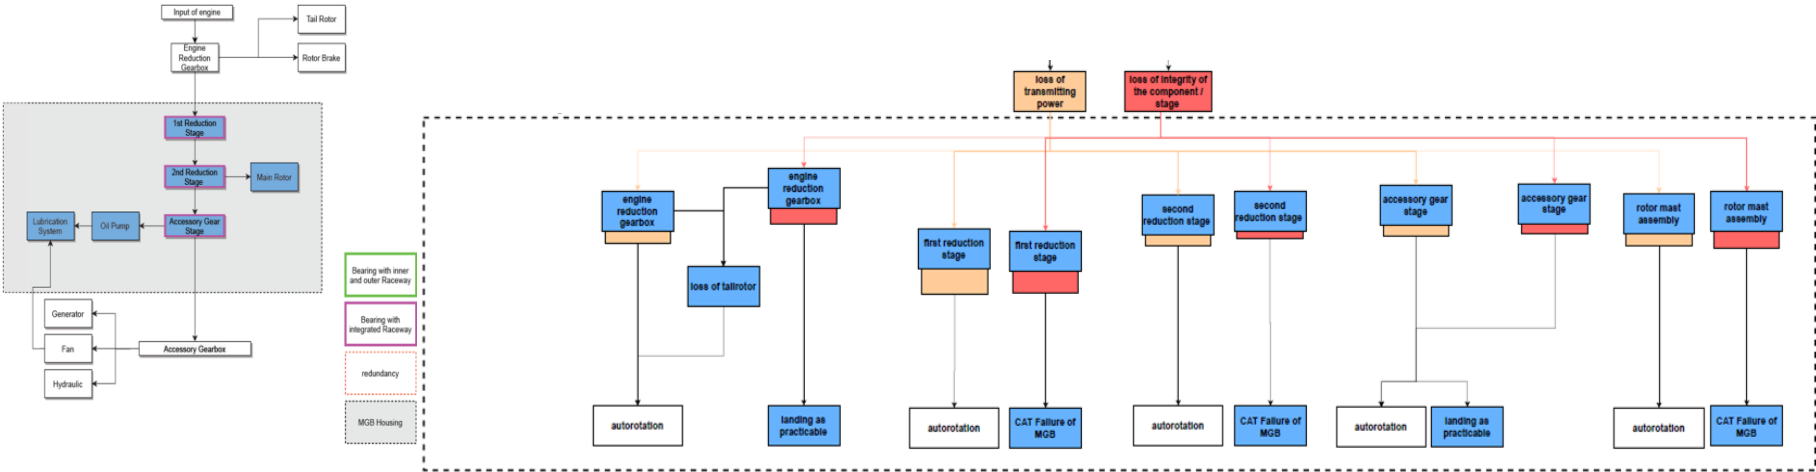 Input of engine
Tail Rotor
Engine
Reduction
Gearbox
Rotor Brake
1st Reduction
Stage
2nd Reduction
Stage
Main Rotor
Lubrication
System
Oil Pump
Accessory Gear
Stage
Generator
Fan
Accessory Gearbox
Hydraulic
Bearing with inner
and outer Raceway
Bearing with
integrated Raceway
redundancy
MGB Housing
loss of
transmitting
power
loss of integrity of
the component /
stage
engine
reduction
gearbox
engine
reduction
gearbox
loss of tailrotor
first reduction
stage
first reduction
stage
second
reduction stage
second
reduction stage
accessory gear
stage
accessory gear
stage
rotor mast
assembly
rotor mast
assembly
autorotation
landing as
practicable
autorotation
CAT Failure of
MGB
autorotation
CAT Failure of
MGB
autorotation
landing as
practicable
autorotation
CAT Failure of
MGB